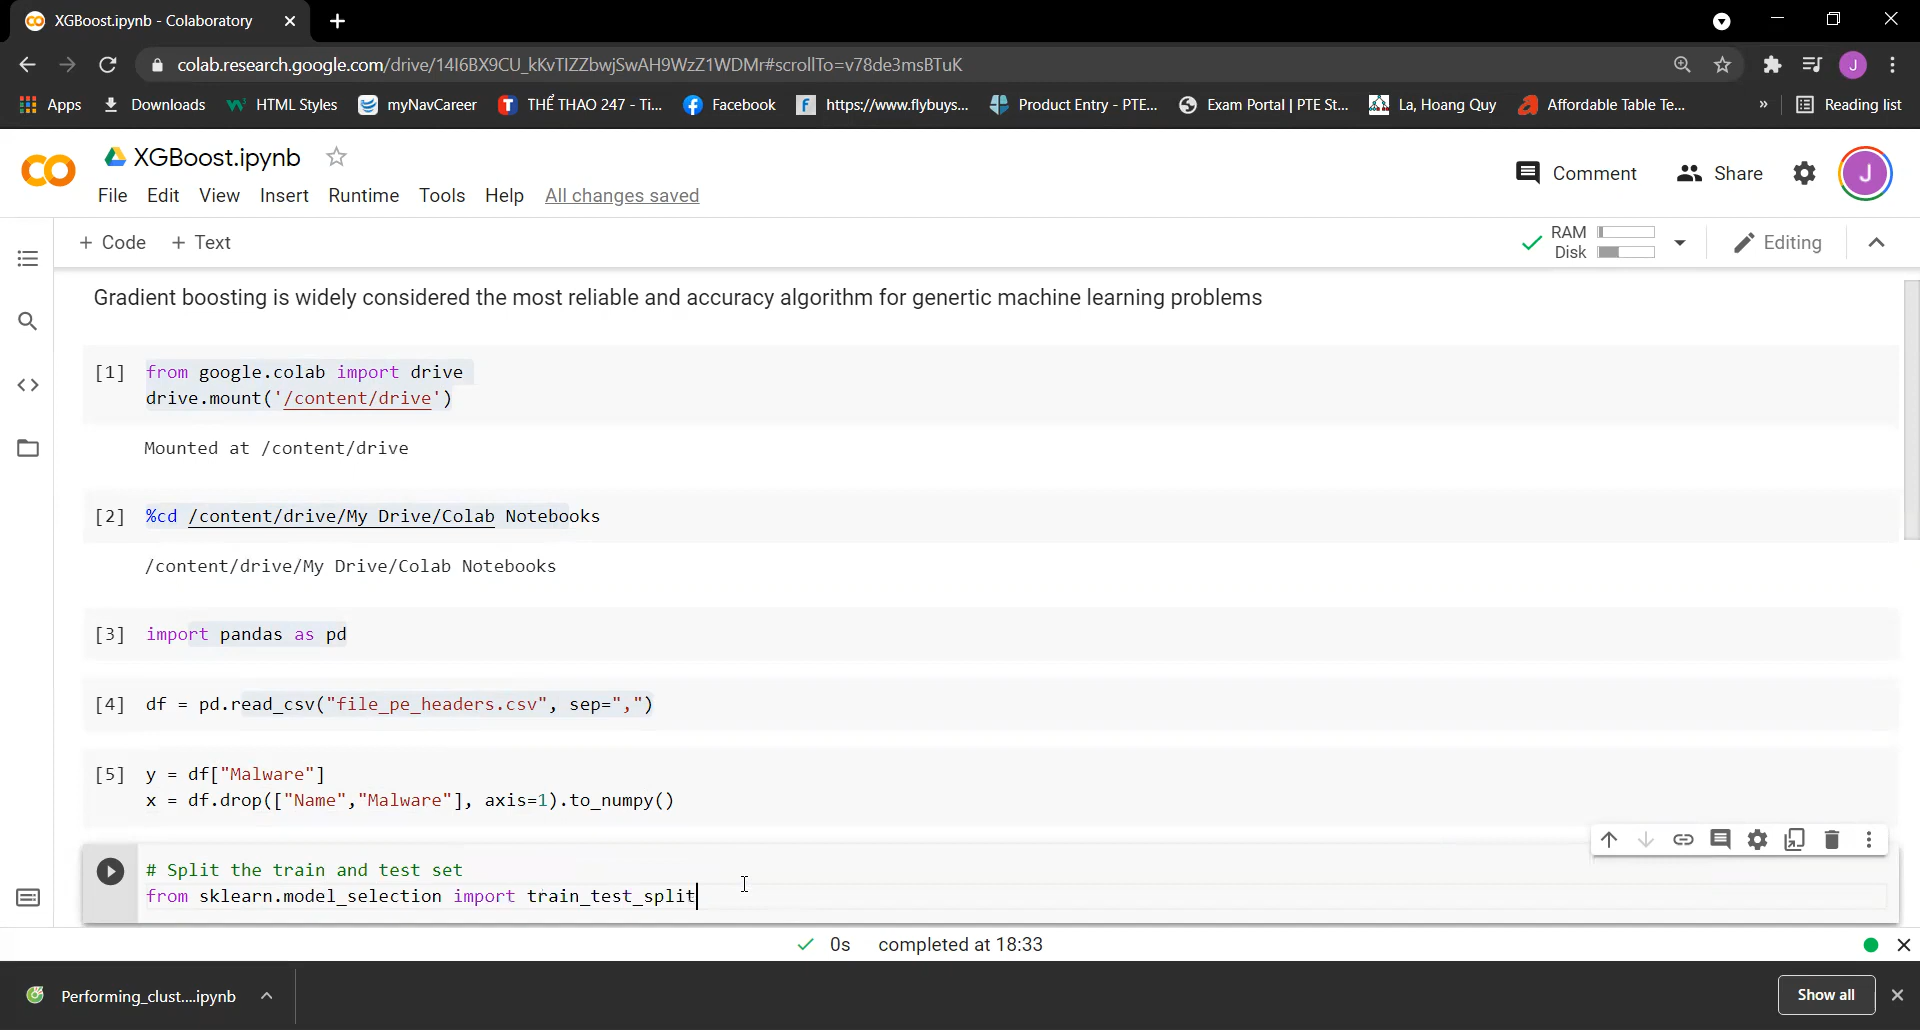 XGBoost.ipynb - Colaboratory
colab.research.google.com/drive/14I6BX9CU_kKvTIZZbwjSwAH9WzZ1WDMr#scrollTo=v78de3msBTuK
J
Apps
Downloads
HTML Styles
myNavCareer
THỂ THAO 247 - Ti...
Facebook
https://www.flybuys...
Product Entry - PTE...
Exam Portal | PTE St...
La, Hoang Quy
Affordable Table Te...
»
Reading list
XGBoost.ipynb
Comment
Share
J
File Edit View Insert Runtime Tools Help All changes saved
+ Code + Text
RAM
Disk
Editing
Gradient boosting is widely considered the most reliable and accuracy algorithm for genertic machine learning problems
[1] from google.colab import drive
drive.mount('/content/drive')
Mounted at /content/drive
[2] %cd /content/drive/My Drive/Colab Notebooks
/content/drive/My Drive/Colab Notebooks
[3] import pandas as pd
[4] df = pd.read_csv("file_pe_headers.csv", sep=",")
[5] y = df["Malware"]
x = df.drop(["Name","Malware"], axis=1).to_numpy()
# Split the train and test set
from sklearn.model_selection import train_test_split
0s completed at 18:33
Performing_clust....ipynb
Show all